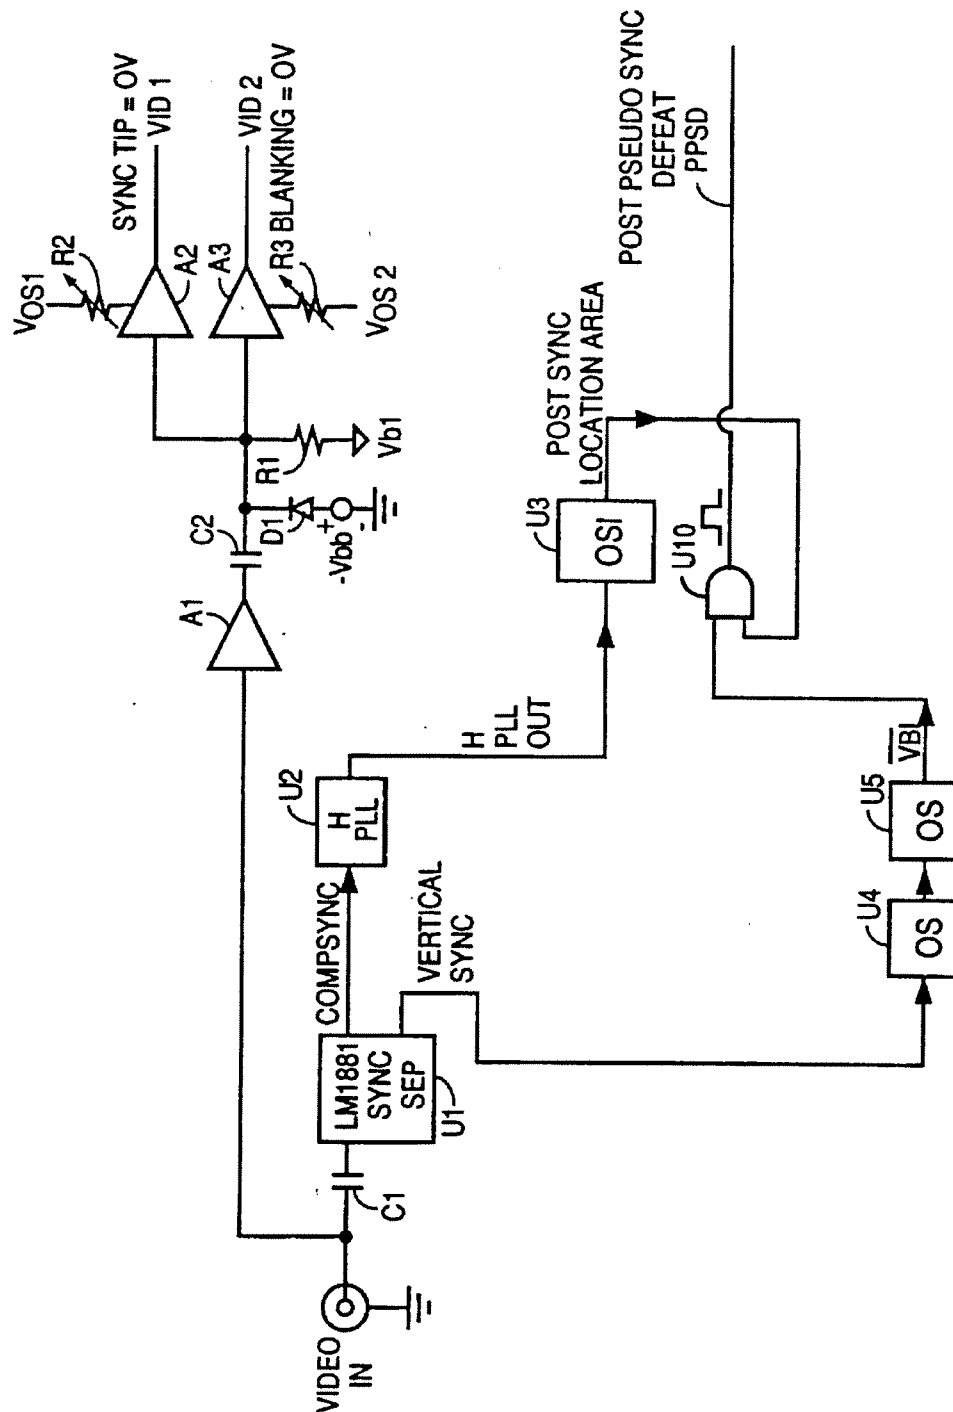 VOS1
R2
SYNC TIP = OV
VID 1
A2
A3
VID 2
R3 BLANKING = OV
VOS 2
A1
C2
D1
+
-Vbb
-
R1
Vb1
VIDEO
IN
C1
LM1881
SYNC
SEP
U1
COMPSYNC
VERTICAL
SYNC
U2
H
PLL
H
PLL
OUT
U3
OSI
POST SYNC
LOCATION AREA
U4
OS
U5
OS
VBL
U10
POST PSEUDO SYNC
DEFEAT
PPSD